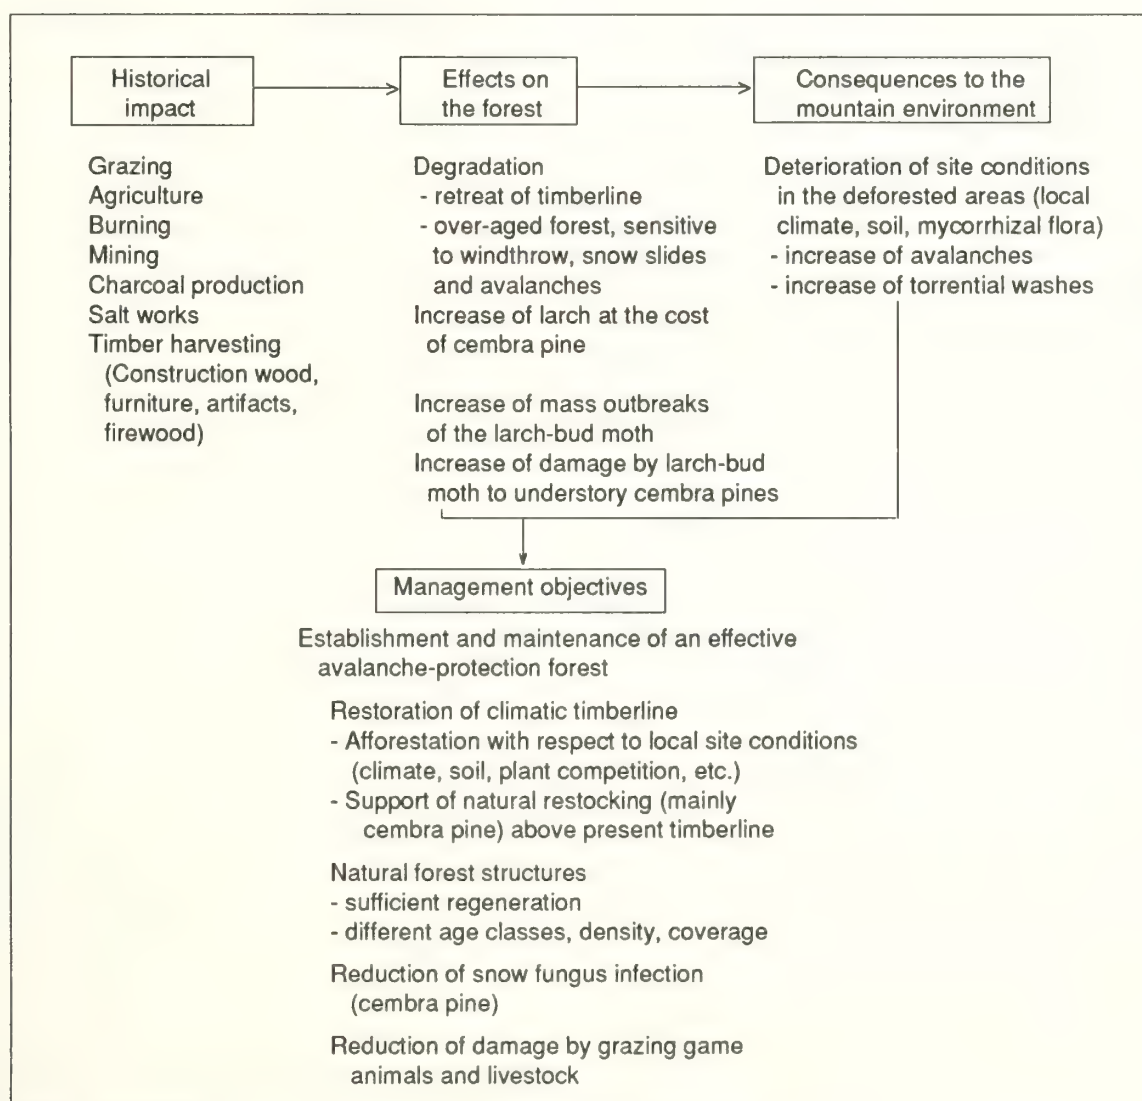 Historical
impact
Effects on
the forest
Consequences to the
mountain environment
Grazing
Agriculture
Burning
Mining
Charcoal production
Salt works
Timber harvesting
(Construction wood,
furniture, artifacts,
firewood)
Degradation
- retreat of timberline
- over-aged forest, sensitive
to windthrow, snow slides
and avalanches
Increase of larch at the cost
of cembra pine
Increase of mass outbreaks
of the larch-bud moth
Increase of damage by larch-bud
moth to understory cembra pines
Deterioration of site conditions
in the deforested areas (local
climate, soil, mycorrhizal flora)
- increase of avalanches
- increase of torrential washes
Management objectives
Establishment and maintenance of an effective
avalanche-protection forest
Restoration of climatic timberline
- Afforestation with respect to local site conditions
(climate, soil, plant competition, etc.)
- Support of natural restocking (mainly
cembra pine) above present timberline
Natural forest structures
- sufficient regeneration
- different age classes, density, coverage
Reduction of snow fungus infection
(cembra pine)
Reduction of damage by grazing game
animals and livestock